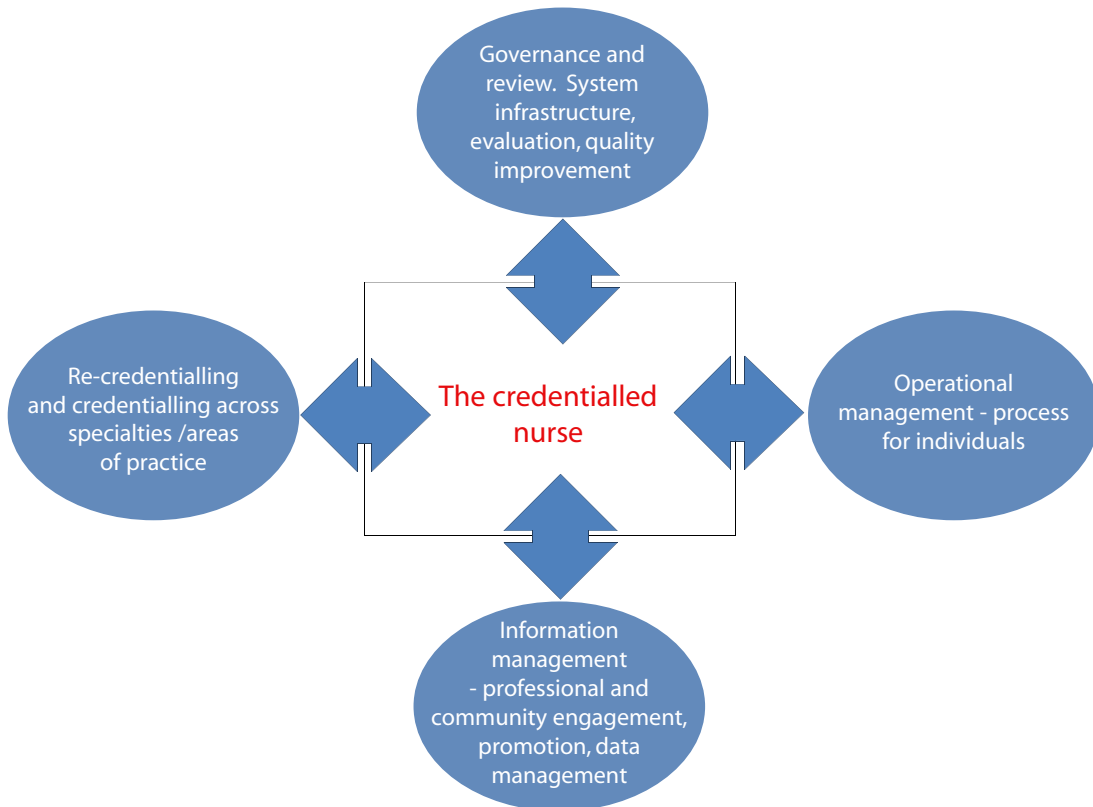 Governance and
review.  System
infrastructure,
evaluation, quality
improvement
Re-credentialling
and credentialling across
specialties /areas
of practice
The credentialled
nurse
Operational
management - process
for individuals
Information
management
- professional and
community engagement,
promotion, data
management